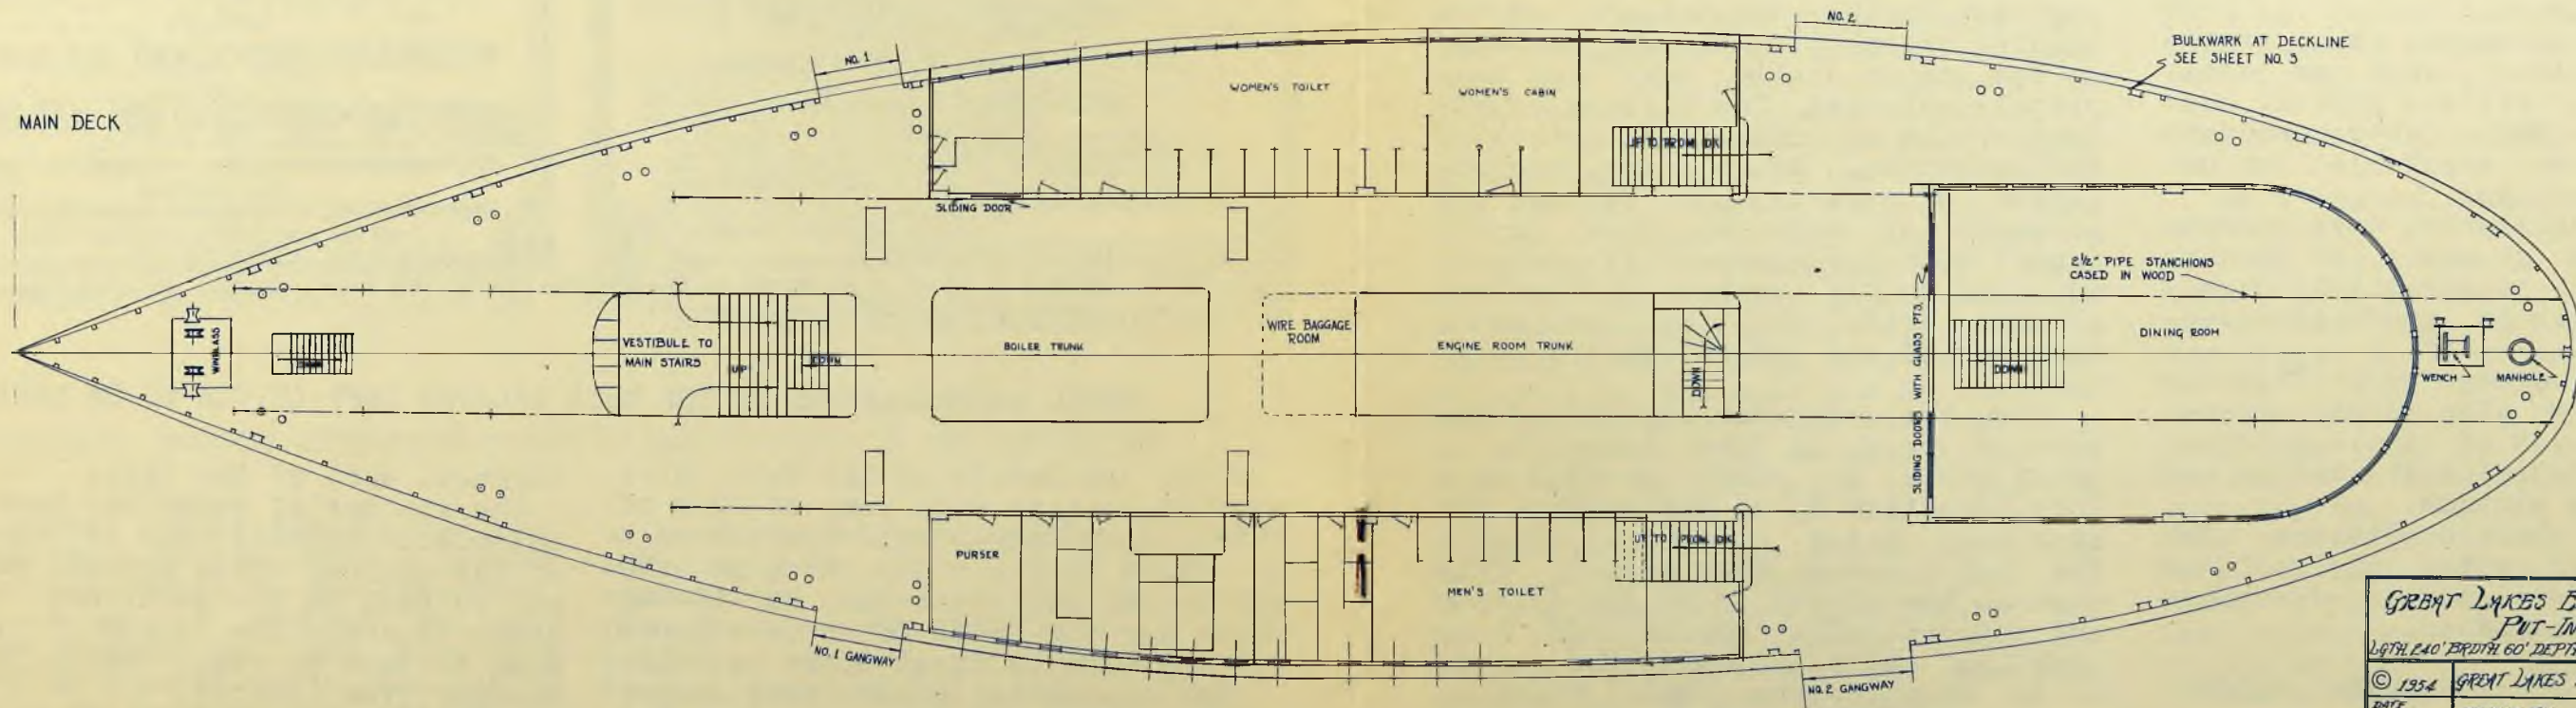 MAIN DECK
NO. 1
NO. 2
BULKWARK AT DECKLINE
SEE SHEET NO. 5
WOMEN'S TOILET
WOMEN'S CABIN
UP TO PROM DK
SLIDING DOOR
2½" PIPE STANCHIONS
CASED IN WOOD
WINDLASS
DOWN
VESTIBULE TO
MAIN STAIRS
UP
DOWN
BOILER TRUNK
WIRE BAGGAGE
ROOM
ENGINE ROOM TRUNK
DOWN
SLIDING DOORS WITH GLASS PTS.
DINING ROOM
DOWN
WENCH
MANHOLE
PURSER
MEN'S TOILET
UP TO PROM. DK
NO. 1 GANGWAY
NO. 2 GANGWAY
GREAT LAKES
PUT-IN
LGTH. 240' BRDTH. 60' DEPTH
© 1954 GREAT LAKES
DATE